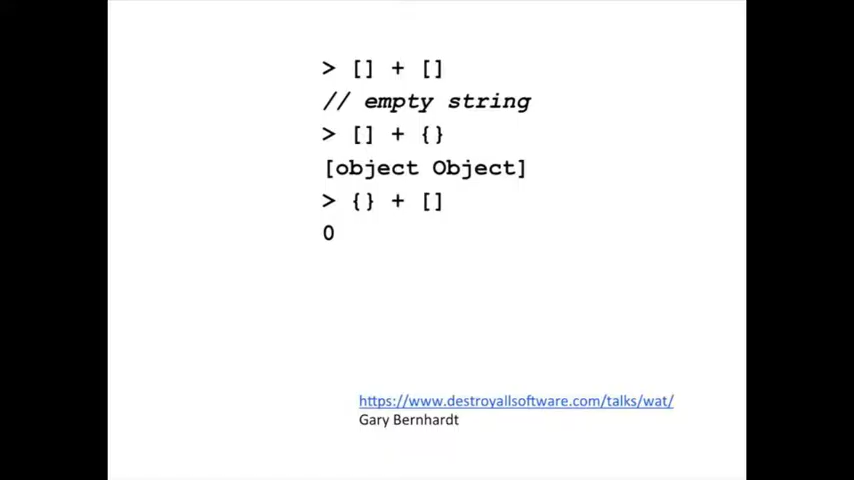 > [] + []
// empty string
> [] + {}
[object Object]
> {} + []
0
https://www.destroyallsoftware.com/talks/wat/
Gary Bernhardt